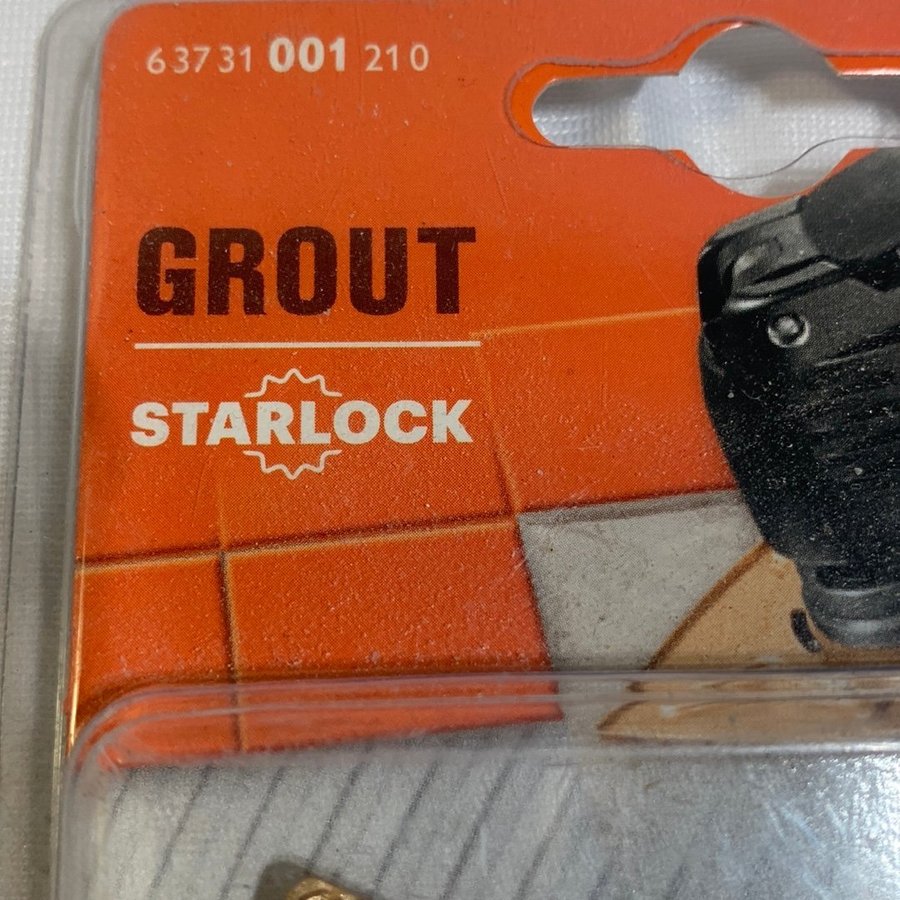 63731 001 210
GROUT
STARLOCK